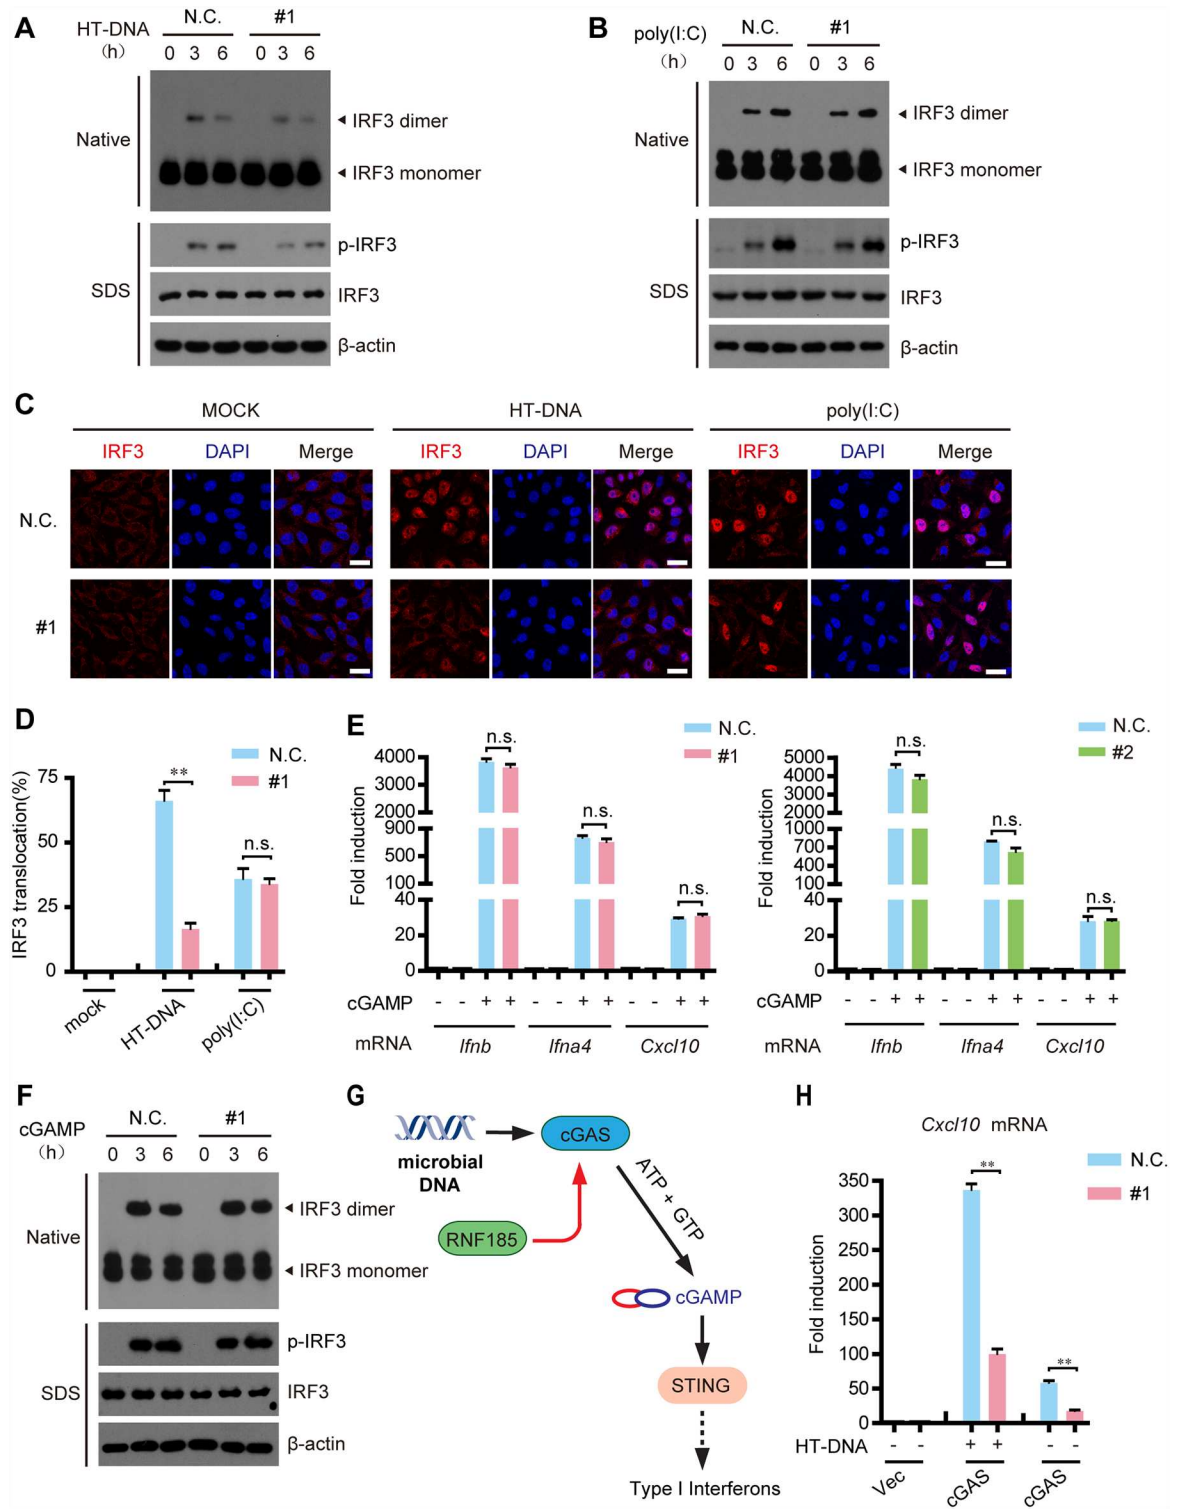 A
HT-DNA
(h)
N.C.
#1
0 3 6 0 3 6
Native
IRF3 dimer
IRF3 monomer
SDS
p-IRF3
IRF3
β-actin
B
poly(I:C)
(h)
N.C.
#1
0 3 6 0 3 6
Native
IRF3 dimer
IRF3 monomer
SDS
p-IRF3
IRF3
β-actin
C
MOCK
HT-DNA
poly(I:C)
IRF3 DAPI Merge IRF3 DAPI Merge IRF3 DAPI Merge
N.C.
#1
D
N.C.
#1
IRF3 translocation(%)
75
50
25
0
**
n.s.
mock
HT-DNA
poly(I:C)
E
N.C.
#1
Fold induction
4000
3000
2000
900
500
100
40
20
0
n.s.
n.s.
n.s.
cGAMP - - + + - - + + - - + +
mRNA Ifnb Ifna4 Cxcl10
N.C.
#2
Fold induction
5000
4000
3000
2000
1000
700
400
100
40
20
0
n.s.
n.s.
n.s.
cGAMP - - + + - - + + - - + +
mRNA Ifnb Ifna4 Cxcl10
F
cGAMP
(h)
N.C.
#1
0 3 6 0 3 6
Native
IRF3 dimer
IRF3 monomer
SDS
p-IRF3
IRF3
β-actin
G
microbial
DNA
cGAS
RNF185
ATP + GTP
cGAMP
STING
Type I Interferons
H
Cxcl10 mRNA
N.C.
#1
Fold induction
350
300
250
200
150
100
50
0
**
**
HT-DNA - - + + - -
Vec
cGAS
cGAS